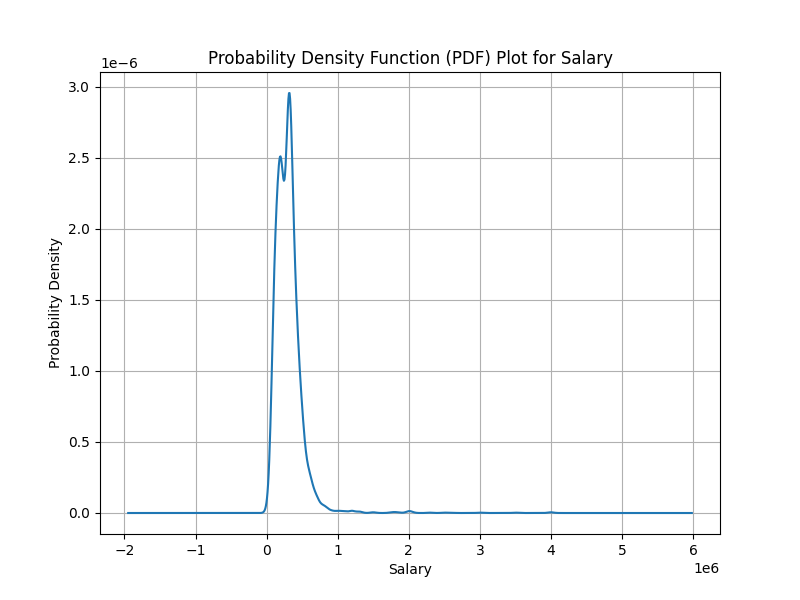 Probability Density Function (PDF) Plot for Salary
1e−6
3.0
2.5
2.0
1.5
1.0
0.5
0.0
Probability Density
−2 −1 0 1 2 3 4 5 6
1e6
Salary